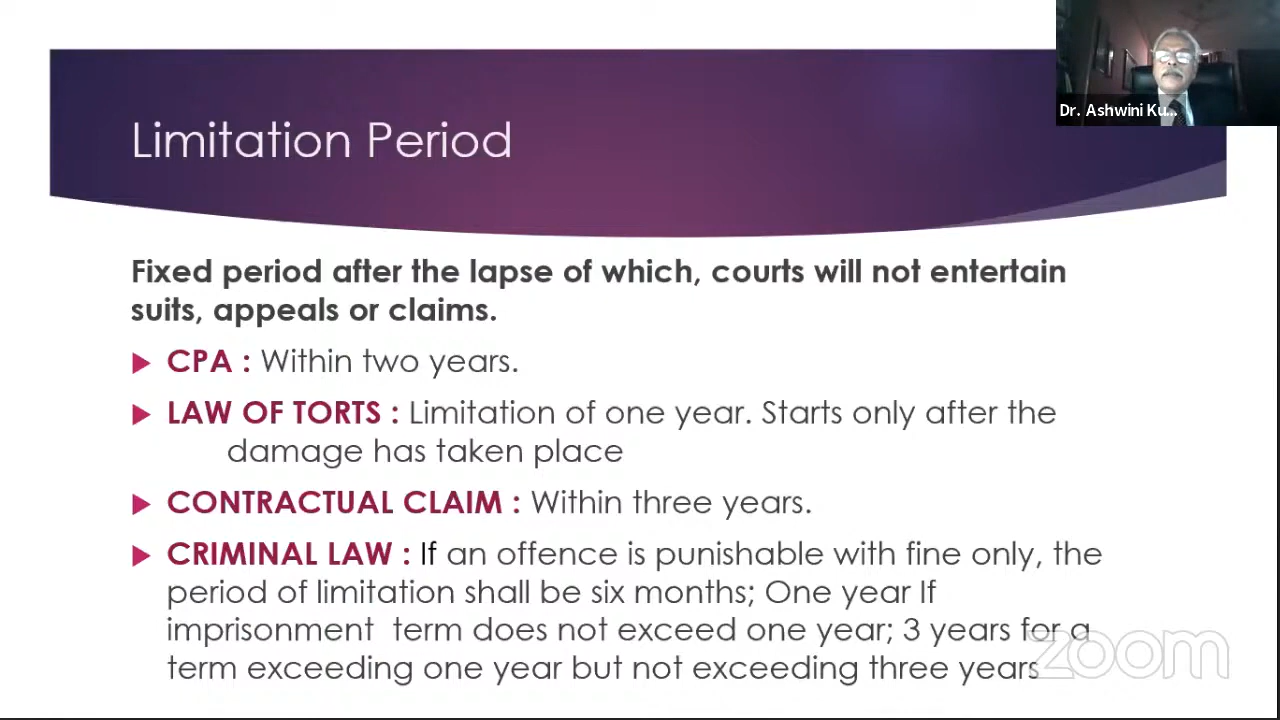 Dr. Ashwini Ku...
Limitation Period
Fixed period after the lapse of which, courts will not entertain
suits, appeals or claims.
CPA : Within two years.
LAW OF TORTS : Limitation of one year. Starts only after the
damage has taken place
CONTRACTUAL CLAIM : Within three years.
CRIMINAL LAW : If an offence is punishable with fine only, the
period of limitation shall be six months; One year If
imprisonment term does not exceed one year; 3 years for a
term exceeding one year but not exceeding three years
zoom